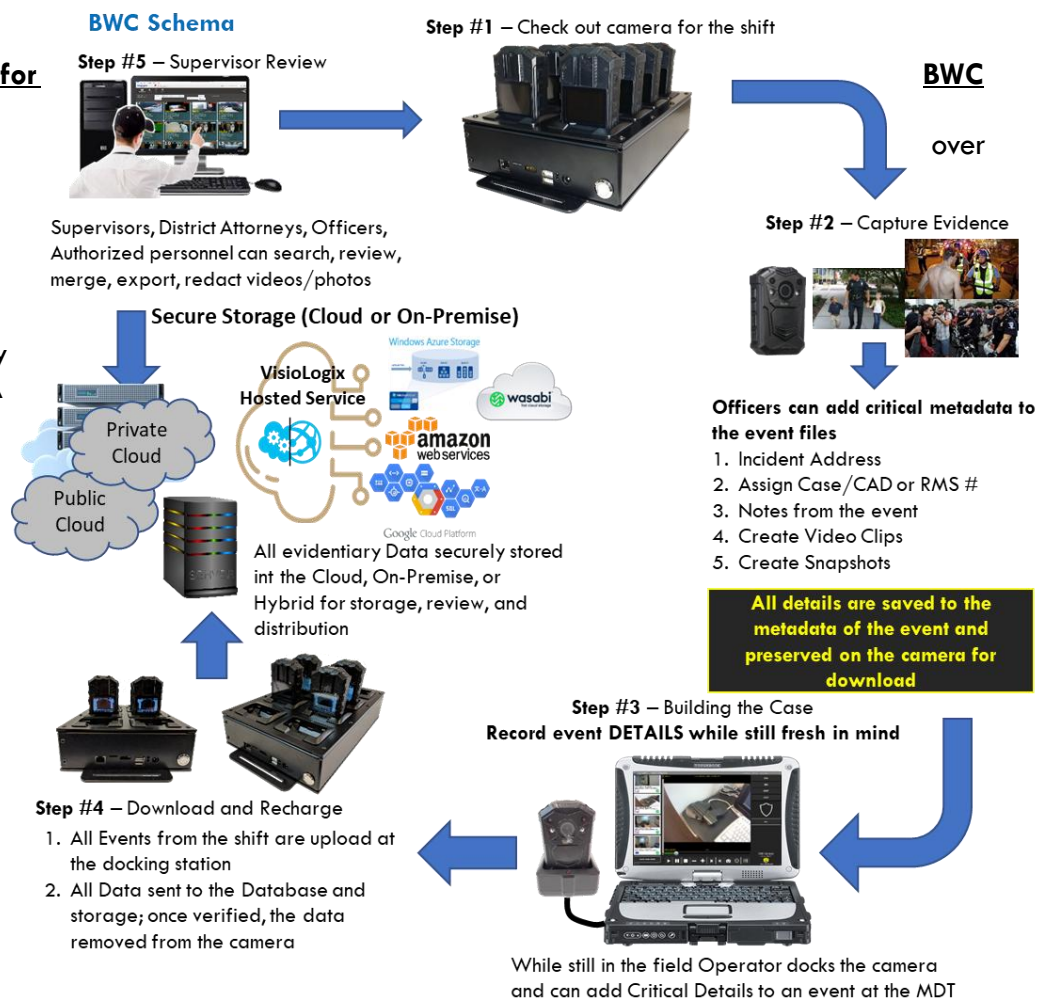 BWC Schema
Step #1 – Check out camera for the shift
Step #5 – Supervisor Review
for
BWC
over
Supervisors, District Attorneys, Officers,
Authorized personnel can search, review,
merge, export, redact videos/photos
Step #2 – Capture Evidence
Secure Storage (Cloud or On-Premise)
Windows Azure Storage
VisioLogix
Hosted Service
wasabi
hot cloud storage
amazon
web services
Google Cloud Platform
SQL
Private
Cloud
Public
Cloud
SERVER
All evidentiary Data securely stored
int the Cloud, On-Premise, or
Hybrid for storage, review, and
distribution
Officers can add critical metadata to
the event files
1. Incident Address
2. Assign Case/CAD or RMS #
3. Notes from the event
4. Create Video Clips
5. Create Snapshots
All details are saved to the
metadata of the event and
preserved on the camera for
download
Step #3 – Building the Case
Record event DETAILS while still fresh in mind
Step #4 – Download and Recharge
1. All Events from the shift are upload at
the docking station
2. All Data sent to the Database and
storage; once verified, the data
removed from the camera
While still in the field Operator docks the camera
and can add Critical Details to an event at the MDT